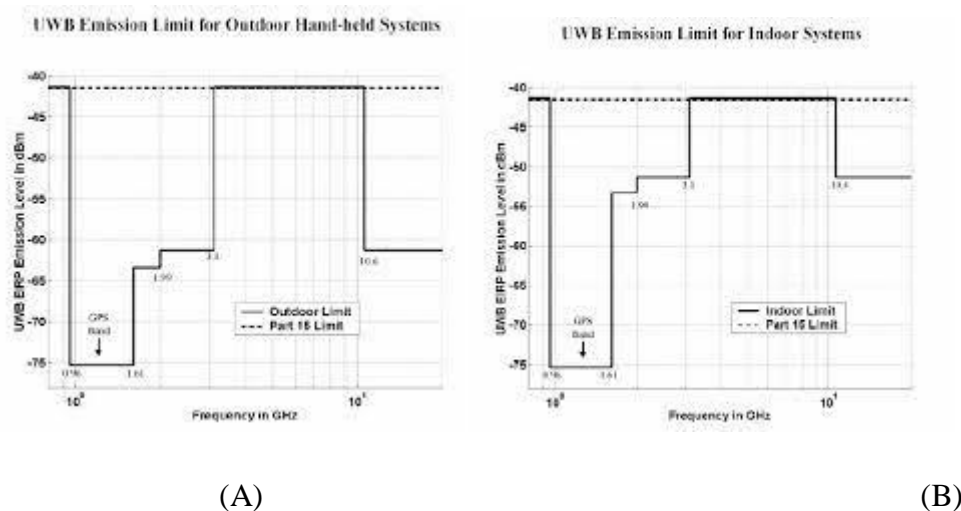 UWB Emission Limit for Outdoor Hand-held Systems
UWB EIRP Emission Level in dBm
-40
-45
-50
-55
-60
-65
-70
-75
0.96
1.61
1.99
3.1
10.6
GPS
Band
Outdoor Limit
Part 15 Limit
10⁰
10¹
Frequency in GHz
(A)
UWB Emission Limit for Indoor Systems
UWB EIRP Emission Level in dBm
-40
-45
-50
-55
-60
-65
-70
-75
0.96
1.61
1.99
3.1
10.6
GPS
Band
Indoor Limit
Part 15 Limit
10⁰
10¹
Frequency in GHz
(B)